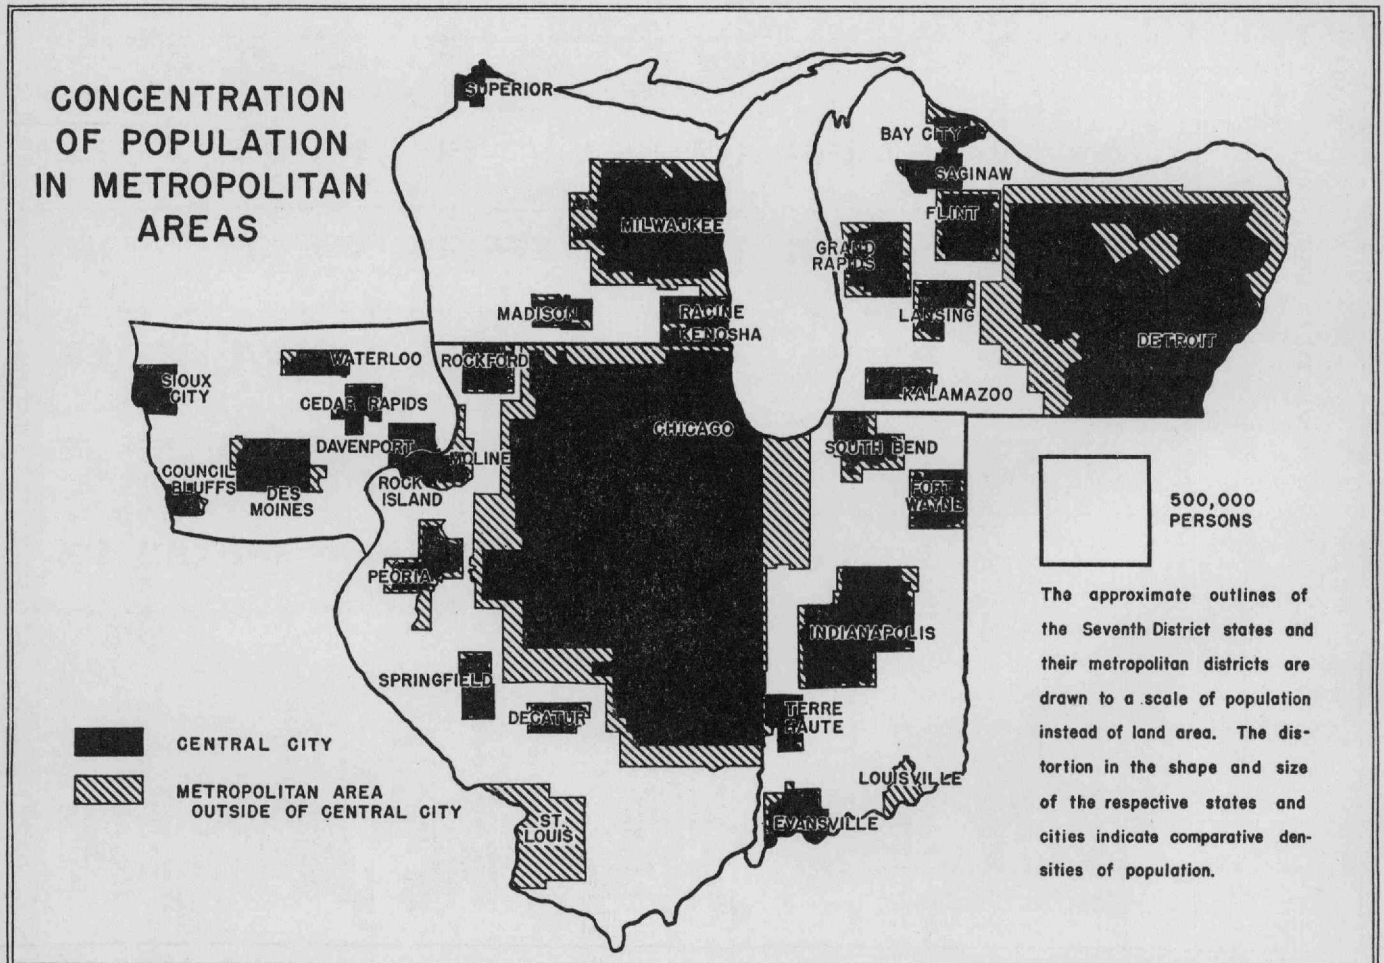 CONCENTRATION
OF POPULATION
IN METROPOLITAN
AREAS
SUPERIOR
BAY CITY
SAGINAW
MILWAUKEE
FLINT
GRAND
RAPIDS
MADISON
RACINE
KENOSHA
LANSING
DETROIT
WATERLOO
ROCKFORD
SIOUX
CITY
CEDAR RAPIDS
KALAMAZOO
CHICAGO
DAVENPORT
MOLINE
SOUTH BEND
COUNCIL
BLUFFS
DES
MOINES
ROCK
ISLAND
FORT
WAYNE
500,000
PERSONS
PEORIA
The approximate outlines of
the Seventh District states and
their metropolitan districts are
drawn to a scale of population
instead of land area. The dis-
tortion in the shape and size
of the respective states and
cities indicate comparative den-
sities of population.
INDIANAPOLIS
SPRINGFIELD
DECATUR
TERRE
HAUTE
CENTRAL CITY
METROPOLITAN AREA
OUTSIDE OF CENTRAL CITY
LOUISVILLE
ST.
LOUIS
EVANSVILLE